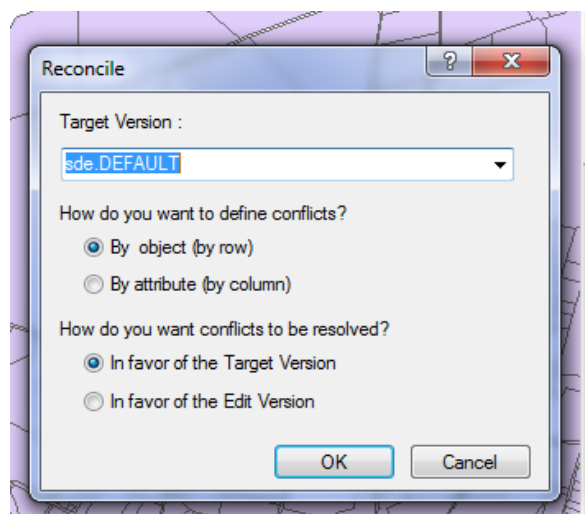 Reconcile
?
Target Version :
sde.DEFAULT
How do you want to define conflicts?
By object (by row)
By attribute (by column)
How do you want conflicts to be resolved?
In favor of the Target Version
In favor of the Edit Version
OK Cancel